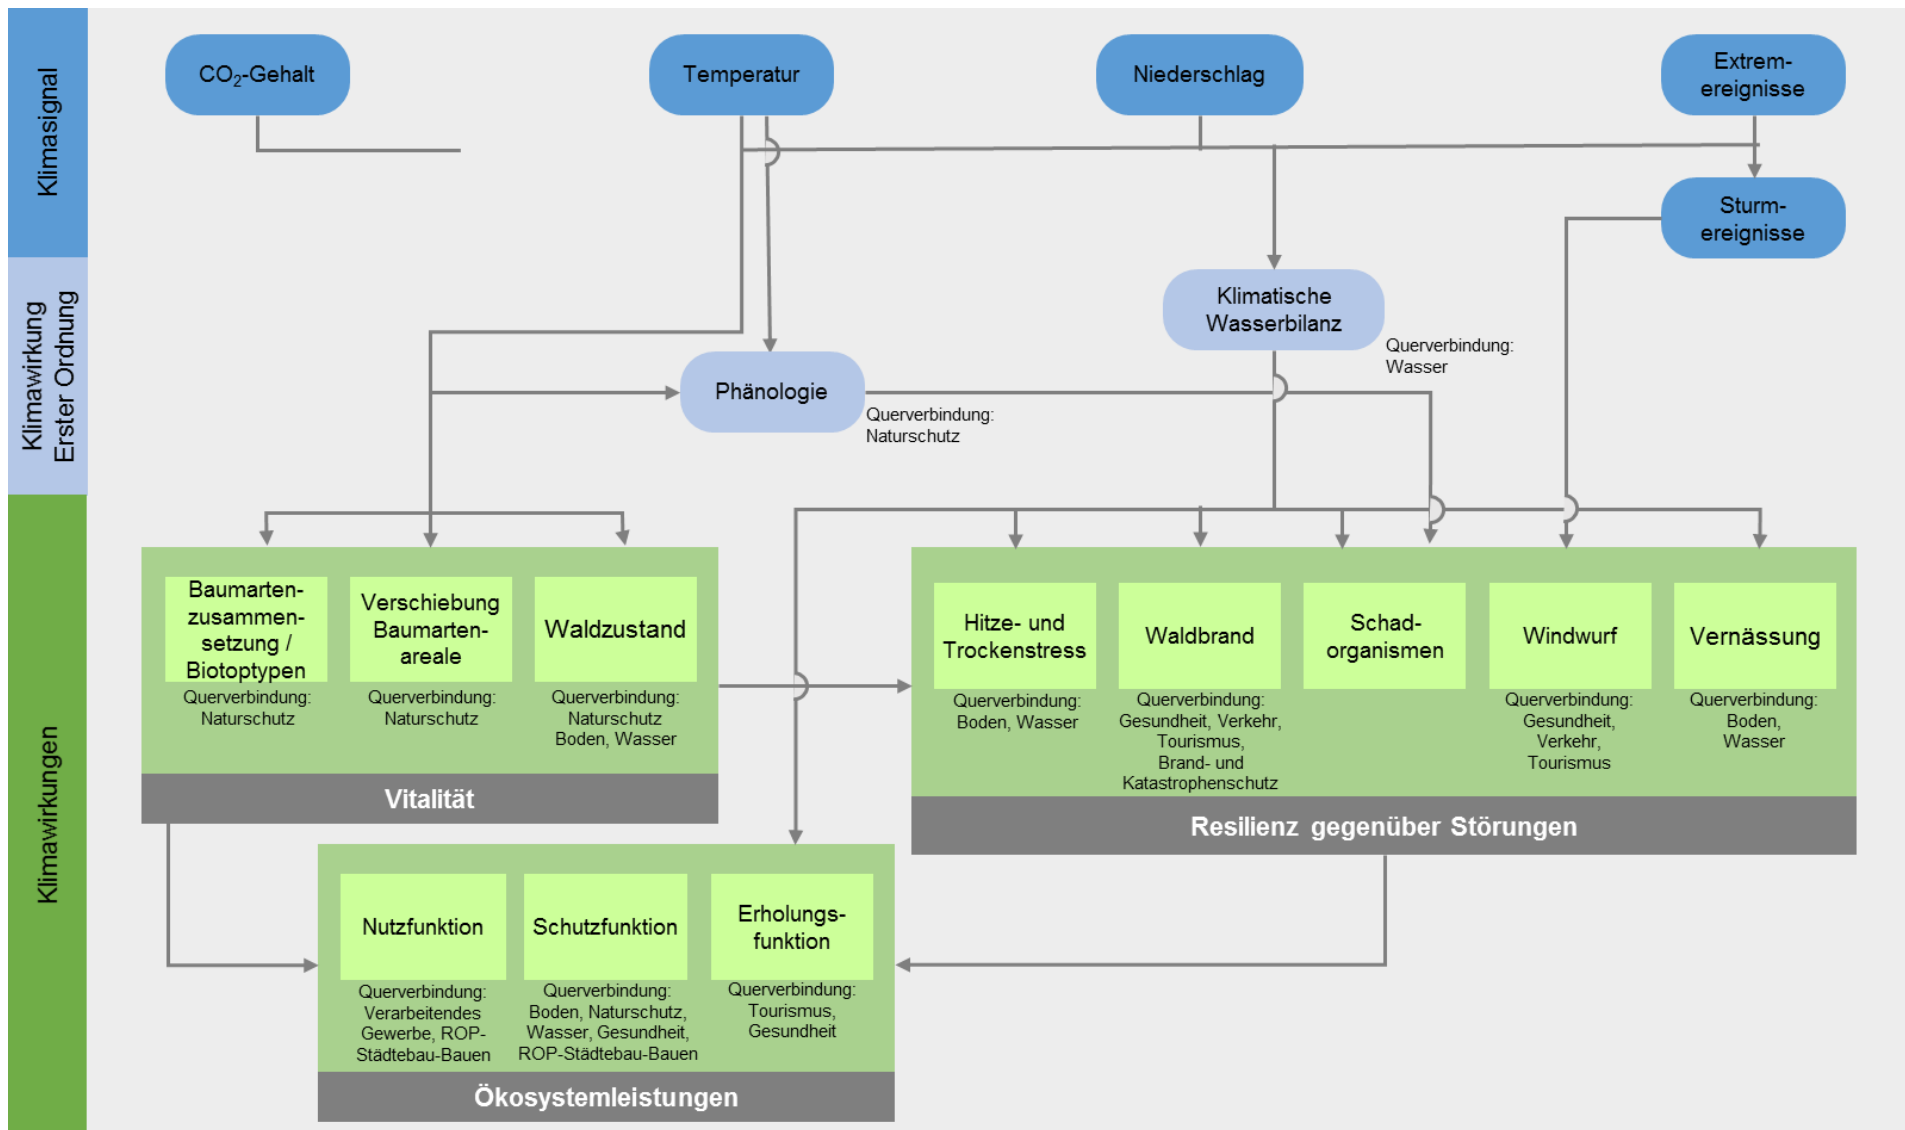 Klimasignal
CO₂-Gehalt
Temperatur
Niederschlag
Extrem-
ereignisse
Sturm-
ereignisse
Klimawirkung
Erster Ordnung
Klimatische
Wasserbilanz
Querverbindung:
Wasser
Phänologie
Querverbindung:
Naturschutz
Klimawirkungen
Baumarten-
zusammen-
setzung /
Biotoptypen
Querverbindung:
Naturschutz
Verschiebung
Baumarten-
areale
Querverbindung:
Naturschutz
Waldzustand
Querverbindung:
Naturschutz
Boden, Wasser
Vitalität
Hitze- und
Trockenstress
Querverbindung:
Boden, Wasser
Waldbrand
Querverbindung:
Gesundheit, Verkehr,
Tourismus,
Brand- und
Katastrophenschutz
Schad-
organismen
Windwurf
Querverbindung:
Gesundheit,
Verkehr,
Tourismus
Vernässung
Querverbindung:
Boden,
Wasser
Resilienz gegenüber Störungen
Nutzfunktion
Querverbindung:
Verarbeitendes
Gewerbe, ROP-
Städtebau-Bauen
Schutzfunktion
Querverbindung:
Boden, Naturschutz,
Wasser, Gesundheit,
ROP-Städtebau-Bauen
Erholungs-
funktion
Querverbindung:
Tourismus,
Gesundheit
Ökosystemleistungen